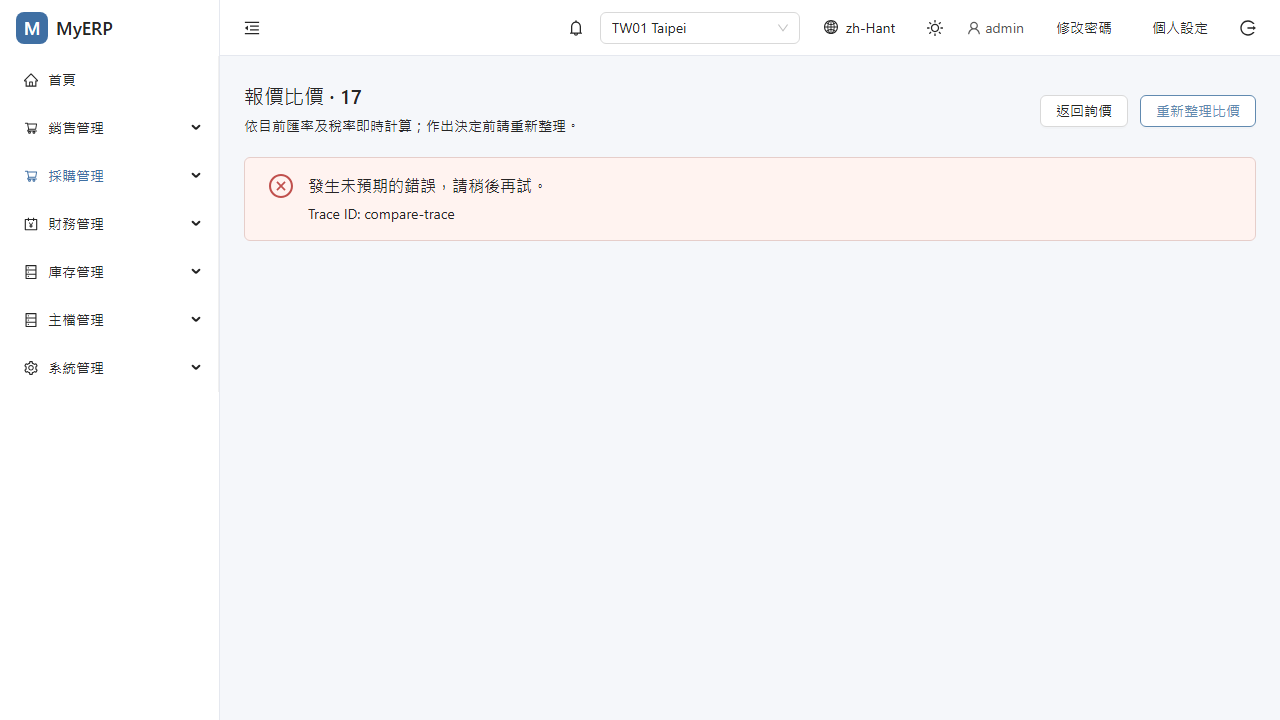 M MyERP
TW01 Taipei
zh-Hant
admin
修改密碼
個人設定
首頁
銷售管理
採購管理
財務管理
庫存管理
主檔管理
系統管理
報價比價 · 17
依目前匯率及稅率即時計算；作出決定前請重新整理。
返回詢價
重新整理比價
發生未預期的錯誤，請稍後再試。
Trace ID: compare-trace